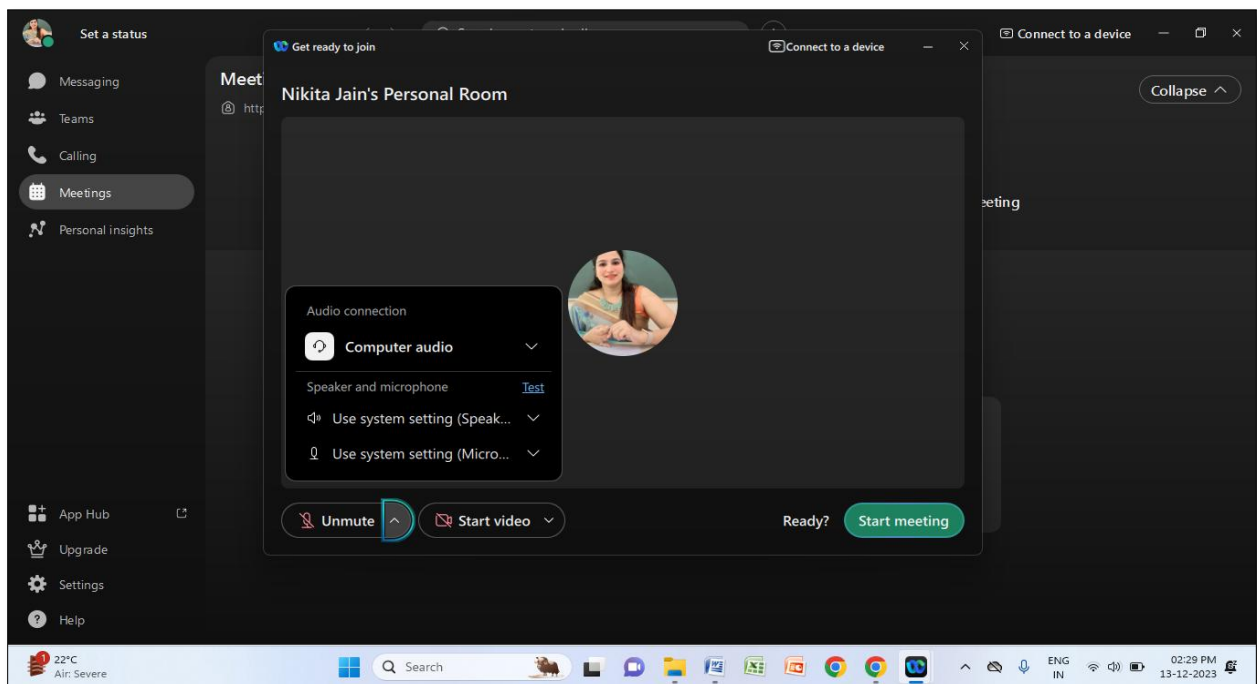 Set a status
Connect to a device
Messaging
Teams
Calling
Meetings
Personal insights
App Hub
Upgrade
Settings
Help
Meet
http
Collapse
eeting
Get ready to join
Connect to a device
Nikita Jain's Personal Room
Audio connection
Computer audio
Speaker and microphone Test
Use system setting (Speak...
Use system setting (Micro...
Unmute
Start video
Ready?
Start meeting
1
22°C
Air: Severe
Search
ENG
IN
02:29 PM
13-12-2023